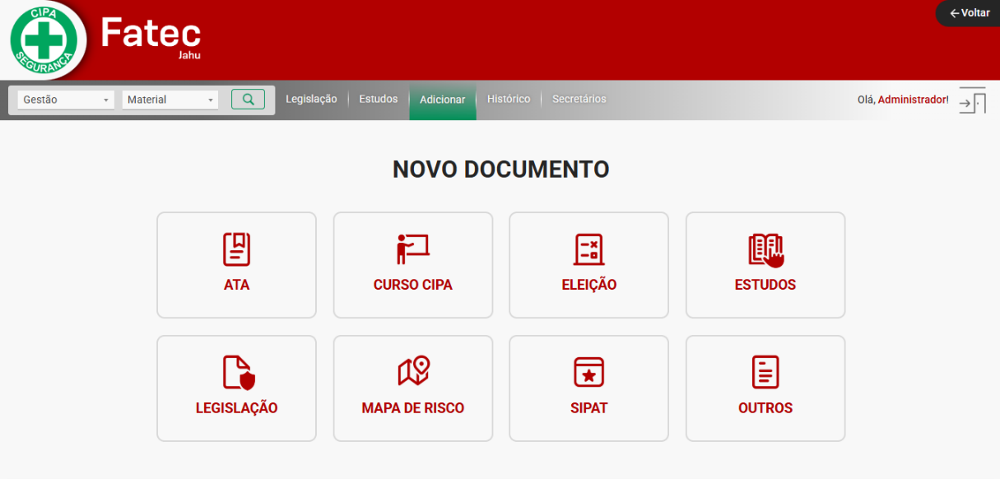 CIPA
SEGURANÇA
Fatec
Jahu
Voltar
Gestão
Material
Legislação
Estudos
Adicionar
Histórico
Secretários
Olá, Administrador!
NOVO DOCUMENTO
ATA
CURSO CIPA
ELEIÇÃO
ESTUDOS
LEGISLAÇÃO
MAPA DE RISCO
SIPAT
OUTROS